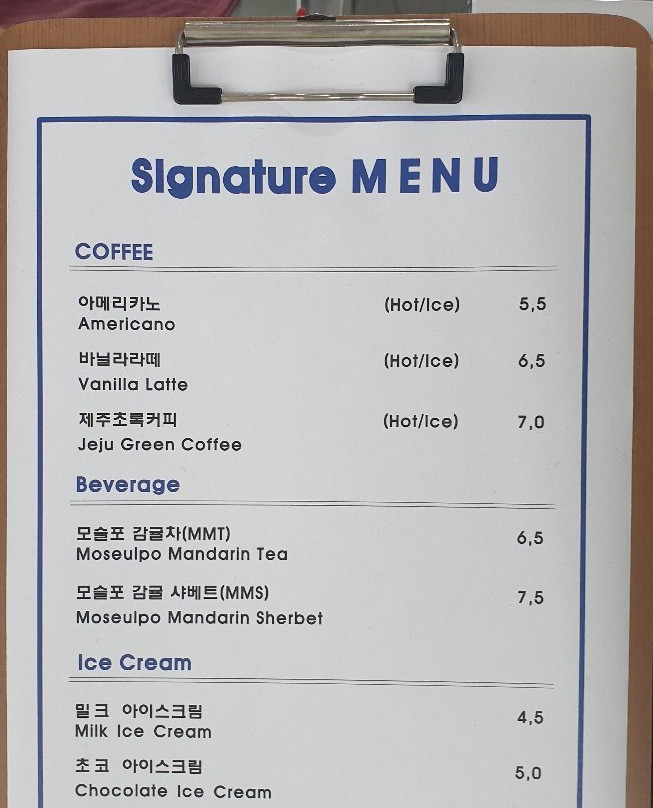 SIgnature MENU
COFFEE
아메리카노 (Hot/Ice) 5,5
Americano
바닐라라떼 (Hot/Ice) 6,5
Vanilla Latte
제주초록커피 (Hot/Ice) 7,0
Jeju Green Coffee
Beverage
모슬포 감귤차(MMT) 6,5
Moseulpo Mandarin Tea
모슬포 감귤 샤베트(MMS) 7,5
Moseulpo Mandarin Sherbet
Ice Cream
밀크 아이스크림 4,5
Milk Ice Cream
초코 아이스크림 5,0
Chocolate Ice Cream